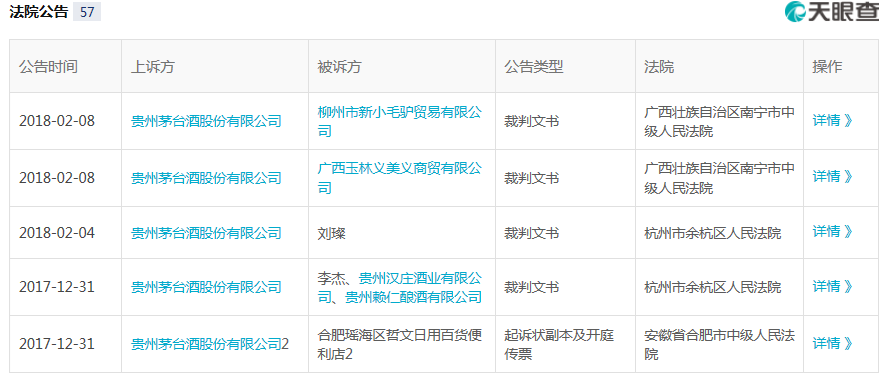 法院公告 57
天眼查
公告时间 上诉方 被诉方 公告类型 法院 操作
2018-02-08 贵州茅台酒股份有限公司 柳州市新小毛驴贸易有限公 裁判文书 广西壮族自治区南宁市中 详情 》
司 级人民法院
2018-02-08 贵州茅台酒股份有限公司 广西玉林义美义商贸有限公 裁判文书 广西壮族自治区南宁市中 详情 》
司 级人民法院
2018-02-04 贵州茅台酒股份有限公司 刘璨 裁判文书 杭州市余杭区人民法院 详情 》
2017-12-31 贵州茅台酒股份有限公司 李杰、贵州汉庄酒业有限公 裁判文书 杭州市余杭区人民法院 详情 》
司、贵州赖仁酿酒有限公司
2017-12-31 贵州茅台酒股份有限公司2 合肥瑶海区哲文日用百货便 起诉状副本及开庭 安徽省合肥市中级人民法 详情 》
利店2 传票 院